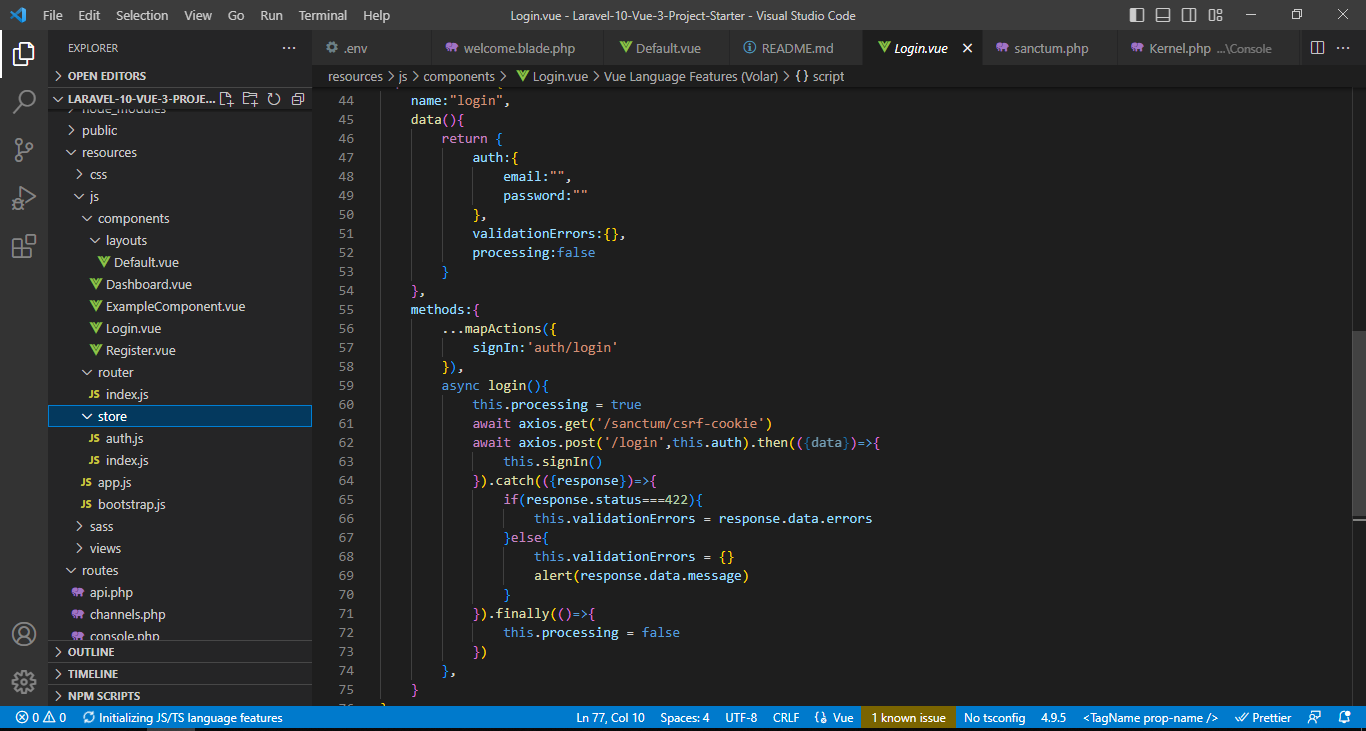 File Edit Selection View Go Run Terminal Help Login.vue - Laravel-10-Vue-3-Project-Starter - Visual Studio Code
EXPLORER ...
OPEN EDITORS
LARAVEL-10-VUE-3-PROJE...
node_modules
public
resources
css
js
components
layouts
Default.vue
Dashboard.vue
ExampleComponent.vue
Login.vue
Register.vue
router
JS index.js
store
JS auth.js
JS index.js
JS app.js
JS bootstrap.js
sass
views
routes
api.php
channels.php
console.php
OUTLINE
TIMELINE
NPM SCRIPTS
.env welcome.blade.php Default.vue README.md Login.vue sanctum.php Kernel.php ...\Console
resources > js > components > Login.vue > Vue Language Features (Volar) > {} script
44 name:"login",
45 data(){
46 return {
47 auth:{
48 email:"",
49 password:""
50 },
51 validationErrors:{},
52 processing:false
53 }
54 },
55 methods:{
56 ...mapActions({
57 signIn:'auth/login'
58 }),
59 async login(){
60 this.processing = true
61 await axios.get('/sanctum/csrf-cookie')
62 await axios.post('/login',this.auth).then(({data})=>{
63 this.signIn()
64 }).catch(({response})=>{
65 if(response.status===422){
66 this.validationErrors = response.data.errors
67 }else{
68 this.validationErrors = {}
69 alert(response.data.message)
70 }
71 }).finally(()=>{
72 this.processing = false
73 })
74 },
75 }
0 0 Initializing JS/TS language features Ln 77, Col 10 Spaces: 4 UTF-8 CRLF Vue 1 known issue No tsconfig 4.9.5 <TagName prop-name /> Prettier